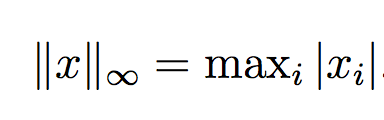 ‖x‖∞ = maxᵢ |xᵢ|.